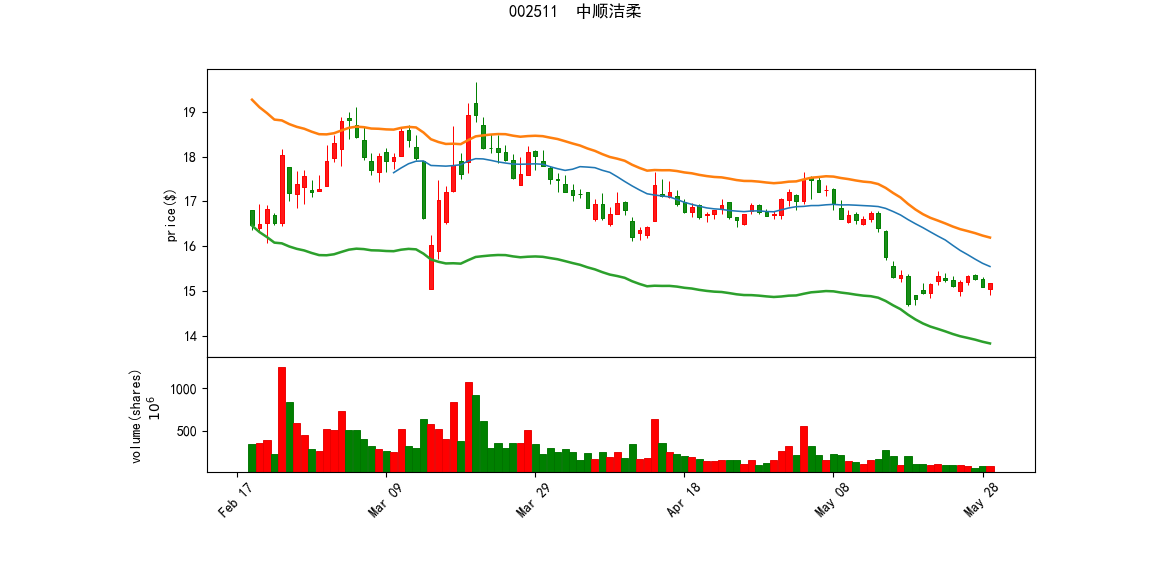 002511 中顺洁柔
price($)
19
18
17
16
15
14
volume(shares)
10^6
1000
500
Feb 17
Mar 09
Mar 29
Apr 18
May 08
May 28